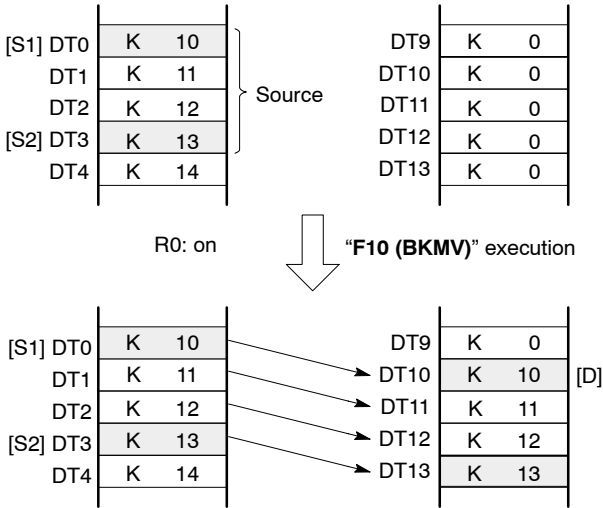 [S1] DT0 K 10 DT9 K 0
DT1 K 11 DT10 K 0
DT2 K 12 Source DT11 K 0
[S2] DT3 K 13 DT12 K 0
DT4 K 14 DT13 K 0
R0: on “F10 (BKMV)” execution
[S1] DT0 K 10 DT9 K 0
DT1 K 11 DT10 K 10 [D]
DT2 K 12 DT11 K 11
[S2] DT3 K 13 DT12 K 12
DT4 K 14 DT13 K 13